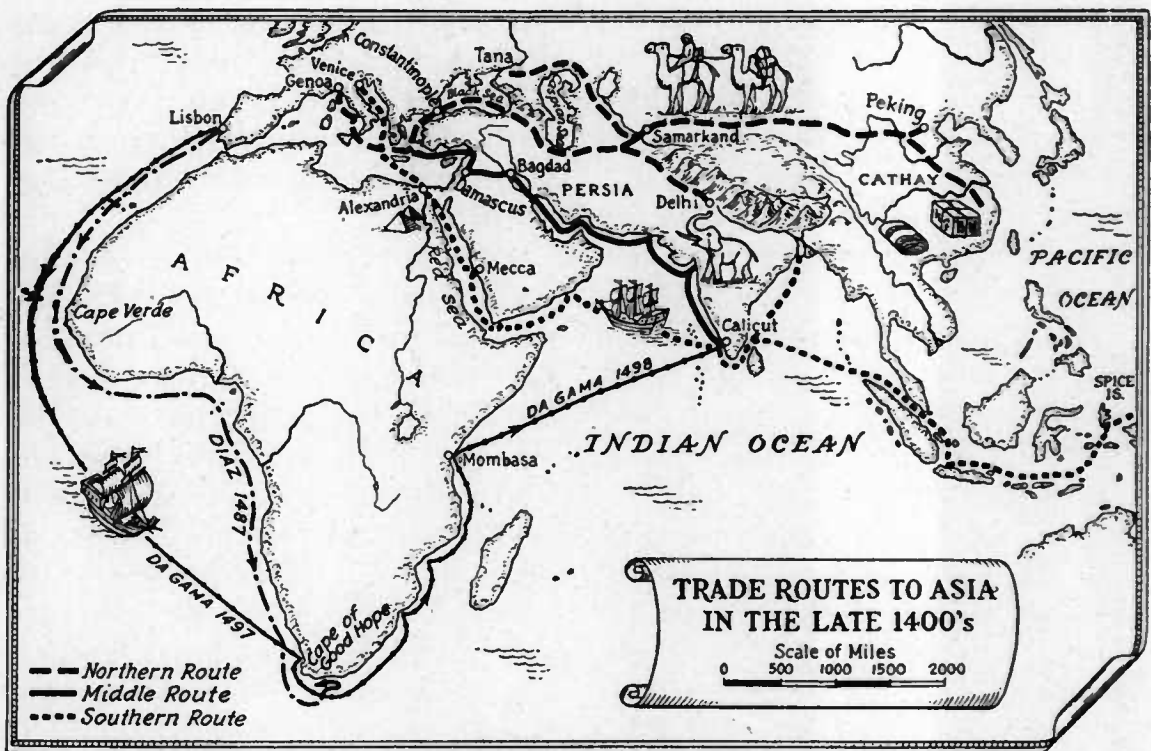 Constantinople
Tana
Venice
Genoa
Black Sea
Caspian Sea
Lisbon
Peking
Samarkand
Bagdad
PERSIA
CATHAY
Damascus
Alexandria
Delhi
PACIFIC
OCEAN
AFRICA
Mecca
Red Sea
Cape Verde
Calicut
DA GAMA 1498
SPICE
IS.
INDIAN OCEAN
Mombasa
DIAZ 1487
DA GAMA 1497
Cape of
Good Hope
TRADE ROUTES TO ASIA
IN THE LATE 1400's
Scale of Miles
0 500 1000 1500 2000
Northern Route
Middle Route
Southern Route